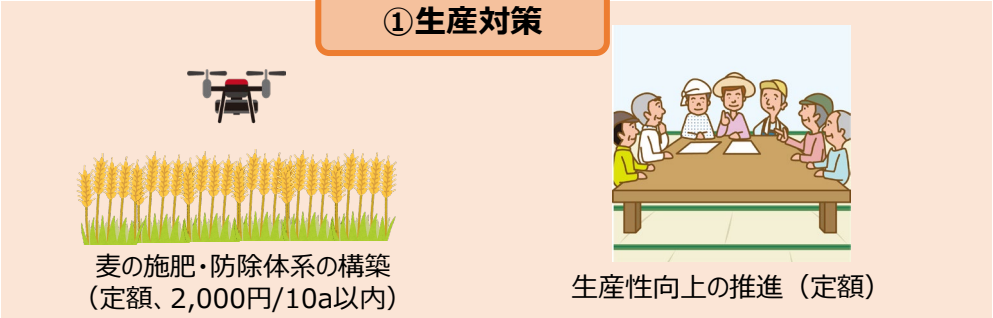 ①生産対策
麦の施肥・防除体系の構築
（定額、2,000円/10a以内）
生産性向上の推進（定額）